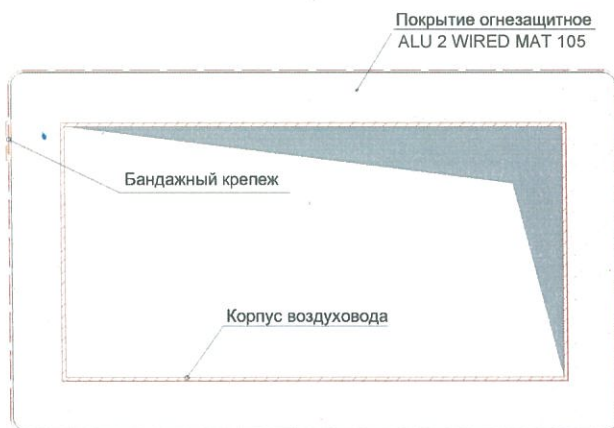 Покрытие огнезащитное
ALU 2 WIRED MAT 105
Бандажный крепеж
Корпус воздуховода